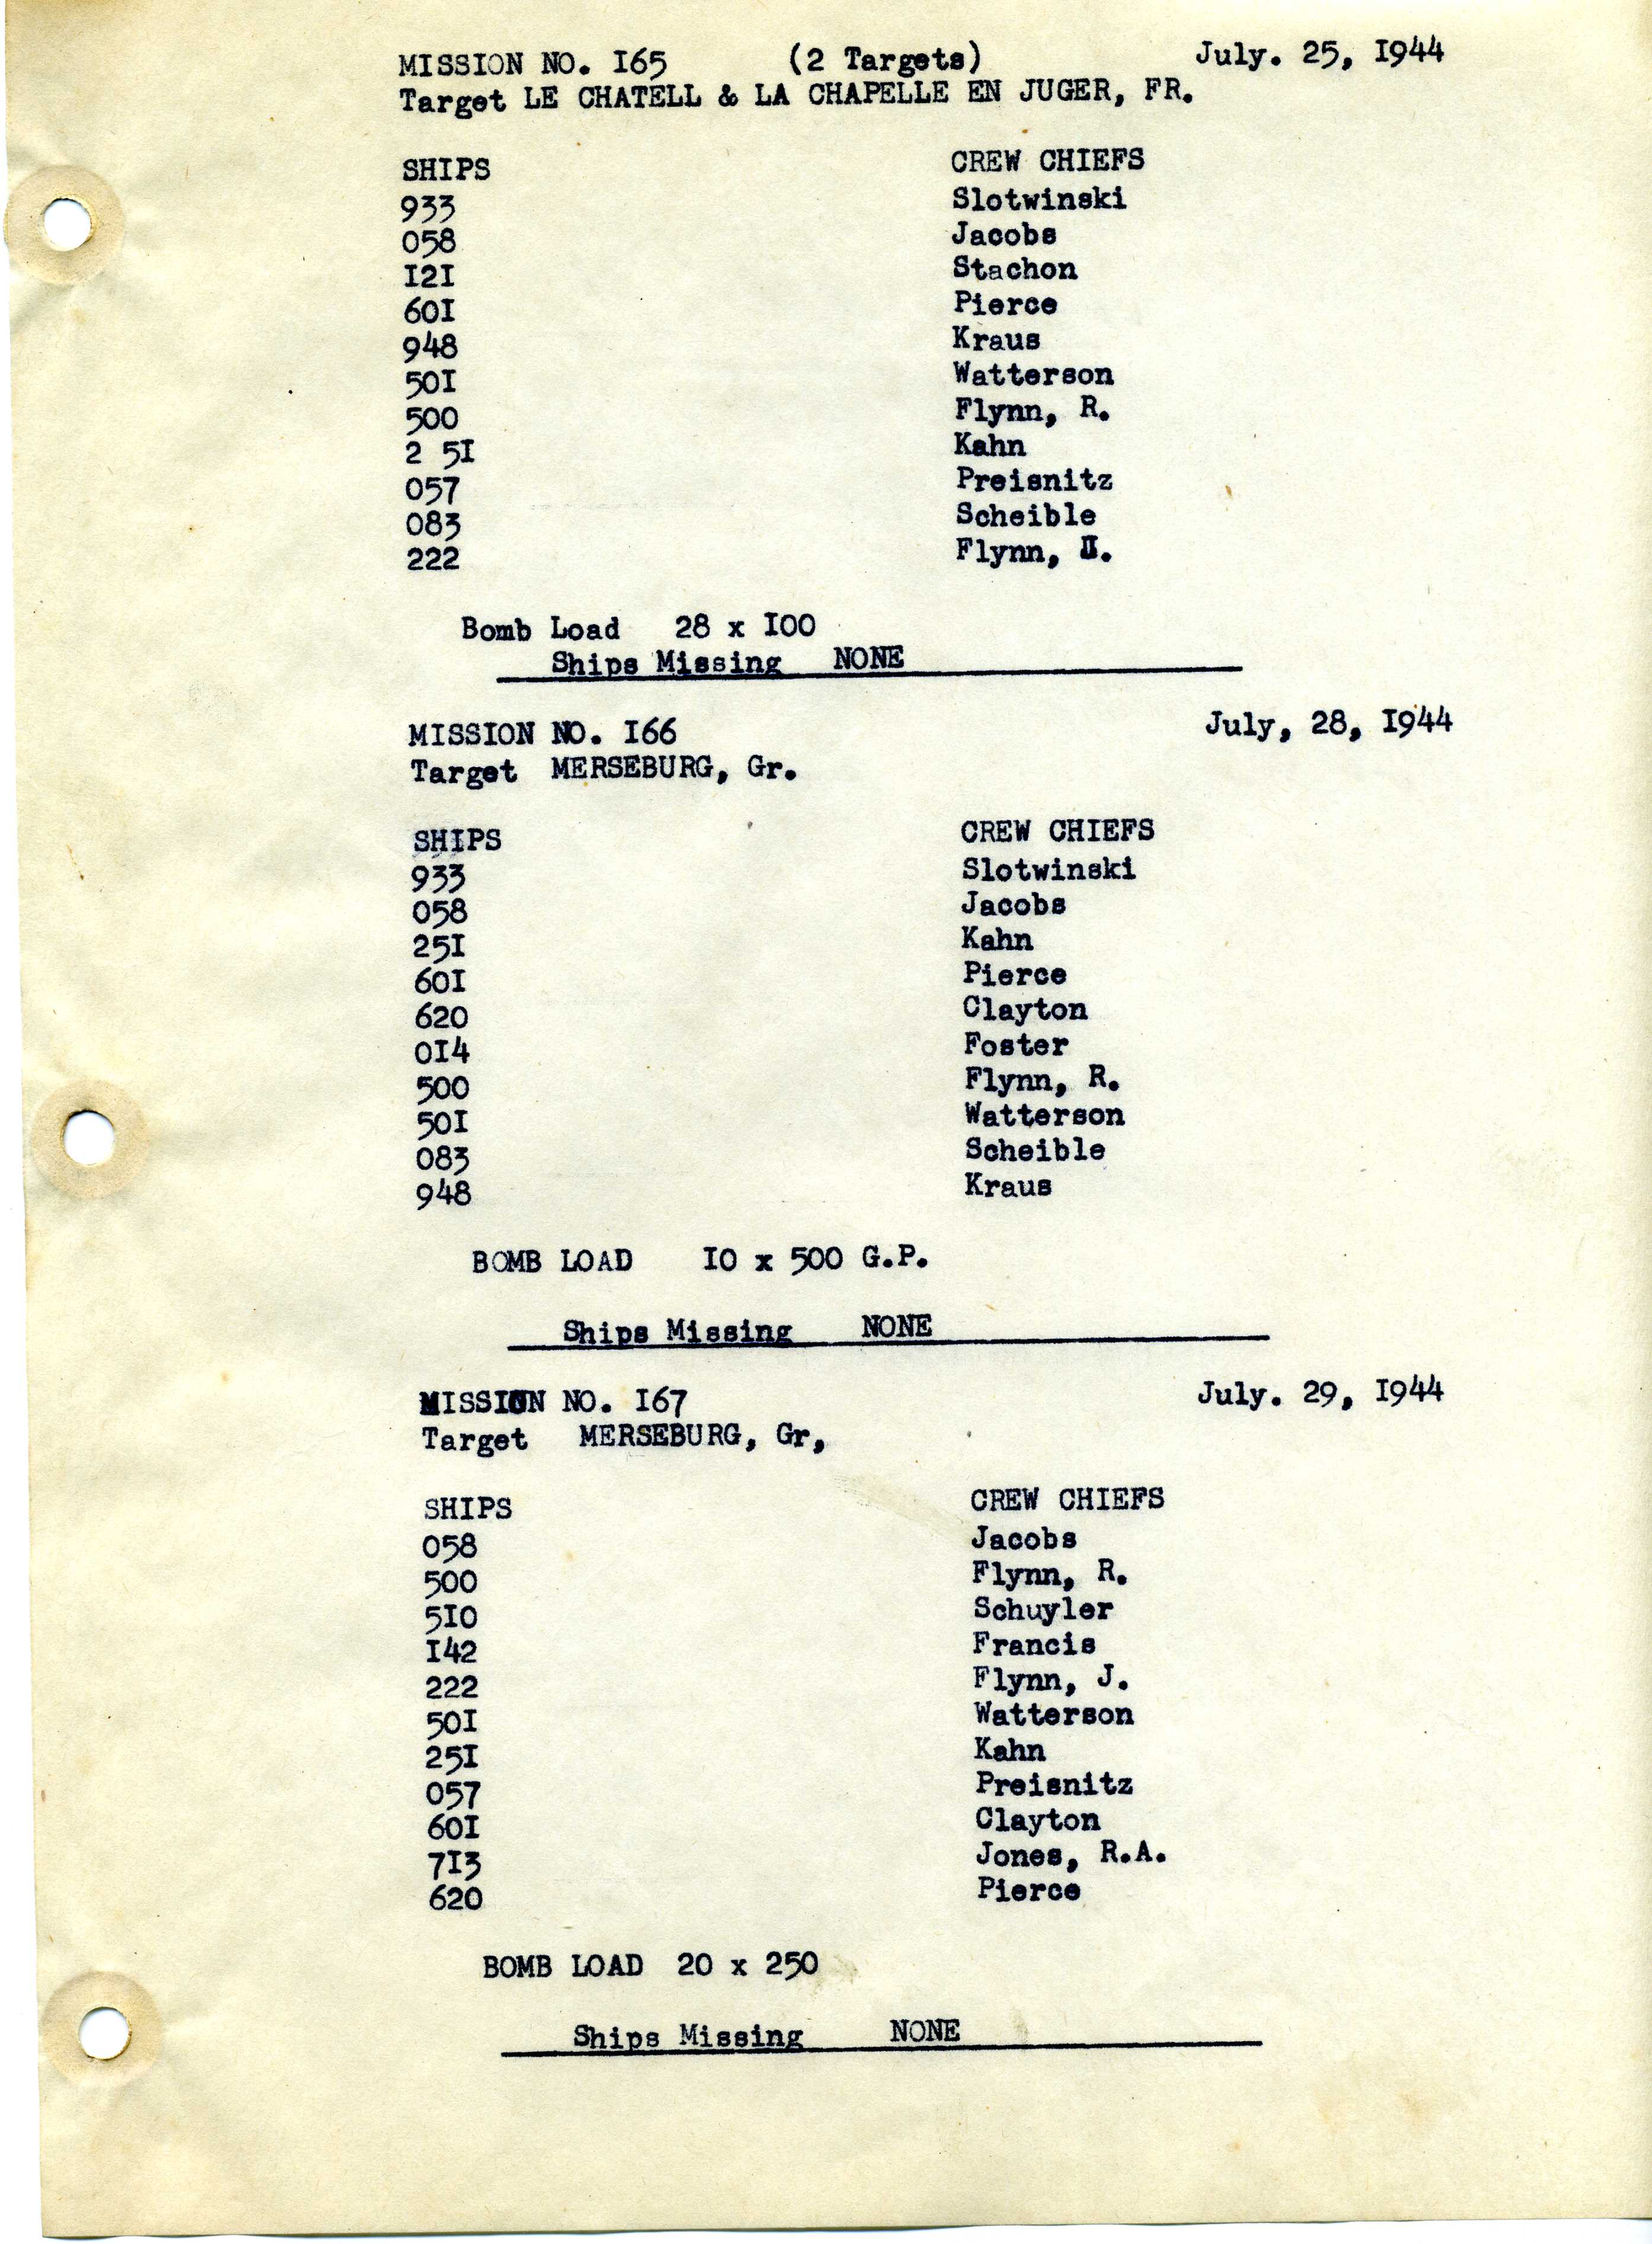 MISSION NO. I65 (2 Targets) July. 25, I944
Target LE CHATELL & LA CHAPELLE EN JUGER, FR.
SHIPS CREW CHIEFS
933 Slotwinski
058 Jacobs
I2I Stachon
60I Pierce
948 Kraus
50I Watterson
500 Flynn, R.
2 5I Kahn
057 Preisnitz
083 Scheible
222 Flynn, J.
Bomb Load 28 x I00
Ships Missing NONE
MISSION NO. I66 July, 28, I944
Target MERSEBURG, Gr.
SHIPS CREW CHIEFS
933 Slotwinski
058 Jacobs
25I Kahn
60I Pierce
620 Clayton
0I4 Foster
500 Flynn, R.
50I Watterson
083 Scheible
948 Kraus
BOMB LOAD I0 x 500 G.P.
Ships Missing NONE
MISSION NO. I67 July. 29, I944
Target MERSEBURG, Gr,
SHIPS CREW CHIEFS
058 Jacobs
500 Flynn, R.
5I0 Schuyler
I42 Francis
222 Flynn, J.
50I Watterson
25I Kahn
057 Preisnitz
60I Clayton
7I3 Jones, R.A.
620 Pierce
BOMB LOAD 20 x 250
Ships Missing NONE